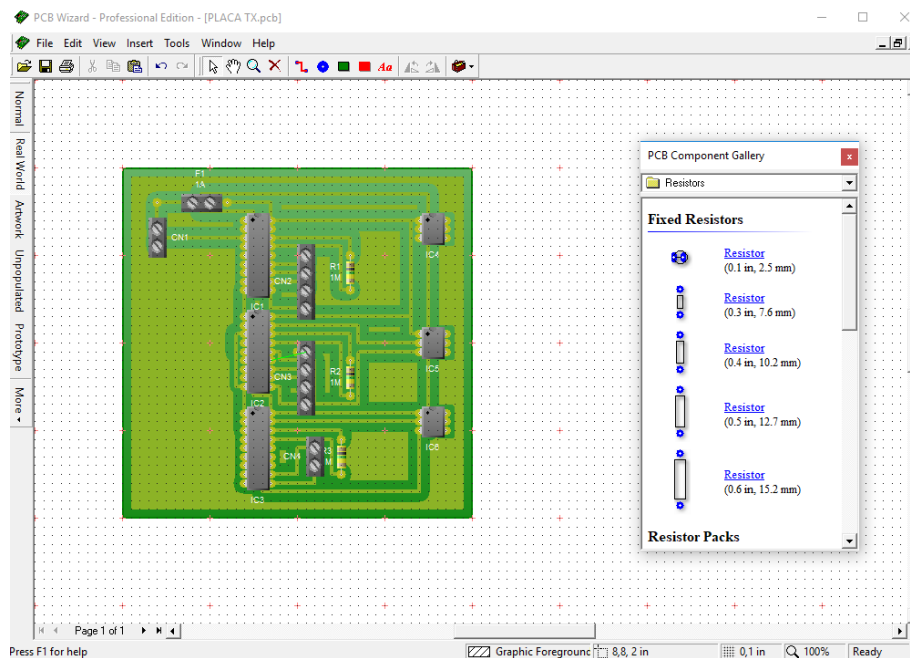 PCB Wizard - Professional Edition - [PLACA TX.pcb]
File Edit View Insert Tools Window Help
Aa
Normal
Real World
Artwork
Unpopulated
Prototype
More
F1
1A
CN1
IC4
CN2
R1
1M
IC1
IC5
CN3
R2
1M
IC2
IC6
CN4
R3
IC3
PCB Component Gallery
x
Resistors
Fixed Resistors
Resistor
(0.1 in, 2.5 mm)
Resistor
(0.3 in, 7.6 mm)
Resistor
(0.4 in, 10.2 mm)
Resistor
(0.5 in, 12.7 mm)
Resistor
(0.6 in, 15.2 mm)
Resistor Packs
Page 1 of 1
Press F1 for help
Graphic Foreground
8,8, 2 in
0,1 in
100%
Ready